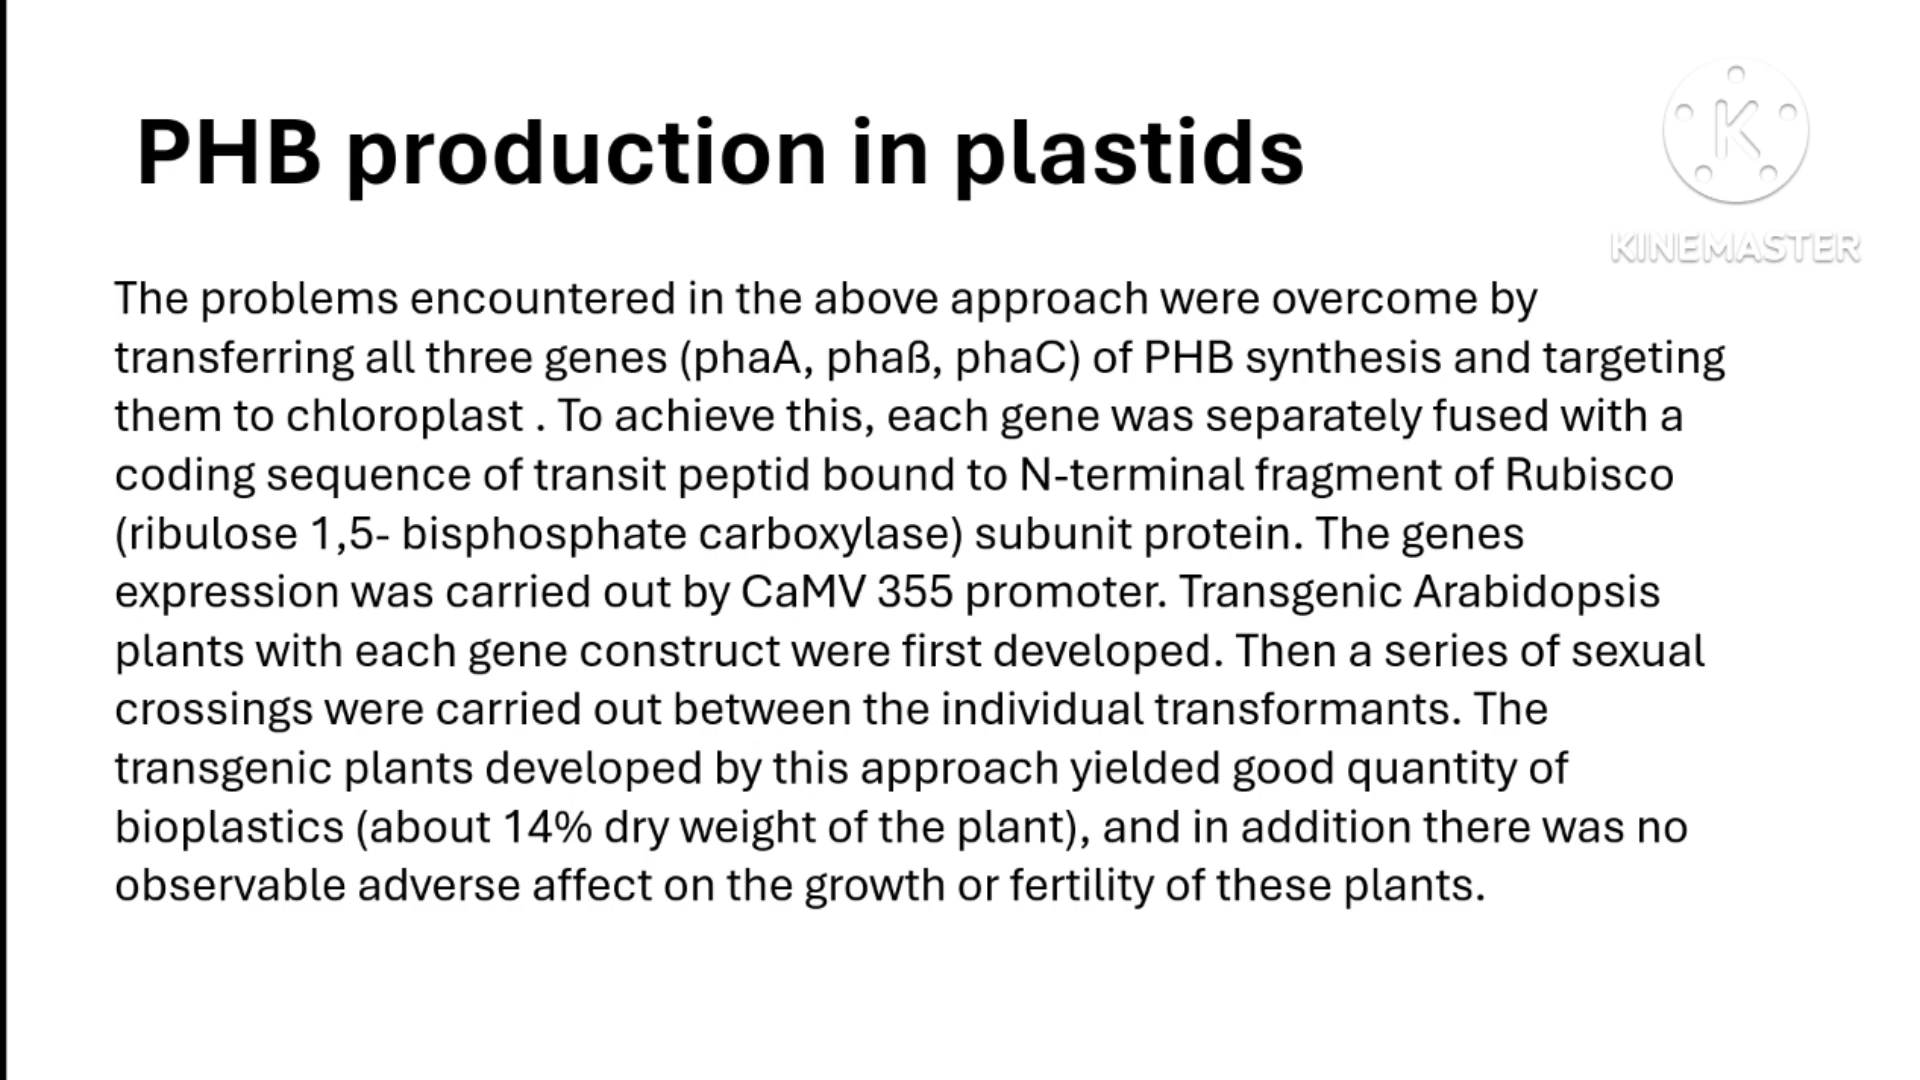 PHB production in plastids
K
KINEMASTER
The problems encountered in the above approach were overcome by
transferring all three genes (phaA, phaß, phaC) of PHB synthesis and targeting
them to chloroplast . To achieve this, each gene was separately fused with a
coding sequence of transit peptid bound to N-terminal fragment of Rubisco
(ribulose 1,5- bisphosphate carboxylase) subunit protein. The genes
expression was carried out by CaMV 355 promoter. Transgenic Arabidopsis
plants with each gene construct were first developed. Then a series of sexual
crossings were carried out between the individual transformants. The
transgenic plants developed by this approach yielded good quantity of
bioplastics (about 14% dry weight of the plant), and in addition there was no
observable adverse affect on the growth or fertility of these plants.